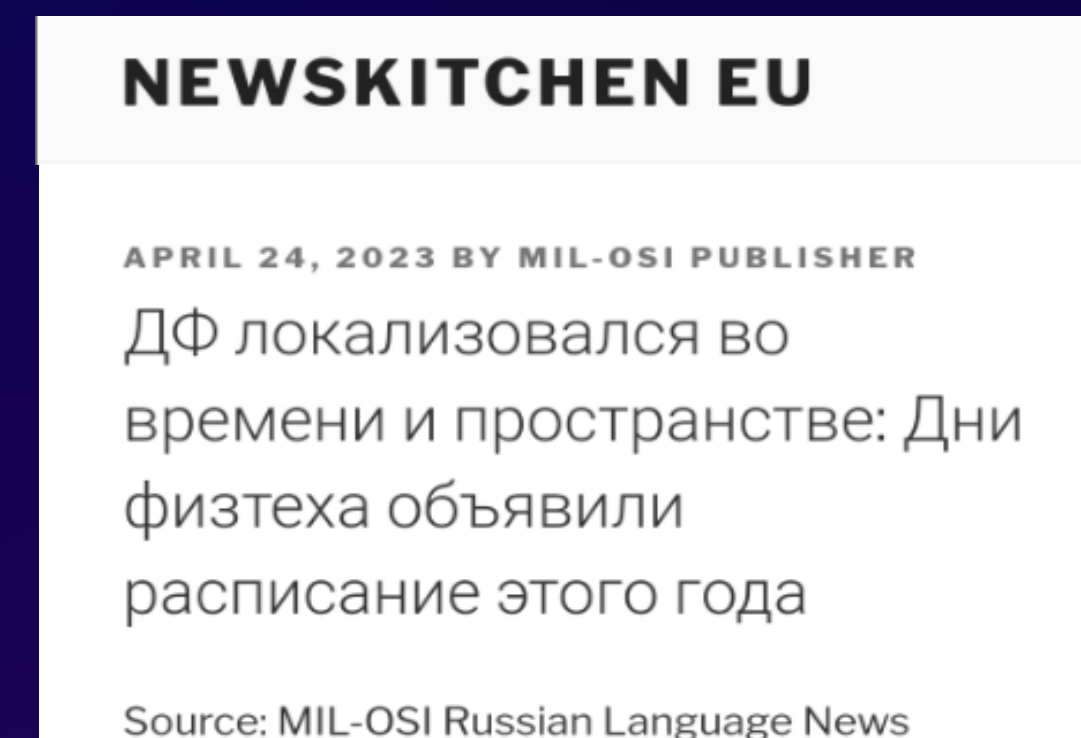 NEWSKITCHEN EU
APRIL 24, 2023 BY MIL-OSI PUBLISHER
ДФ локализовался во
времени и пространстве: Дни
физтеха объявили
расписание этого года
Source: MIL-OSI Russian Language News